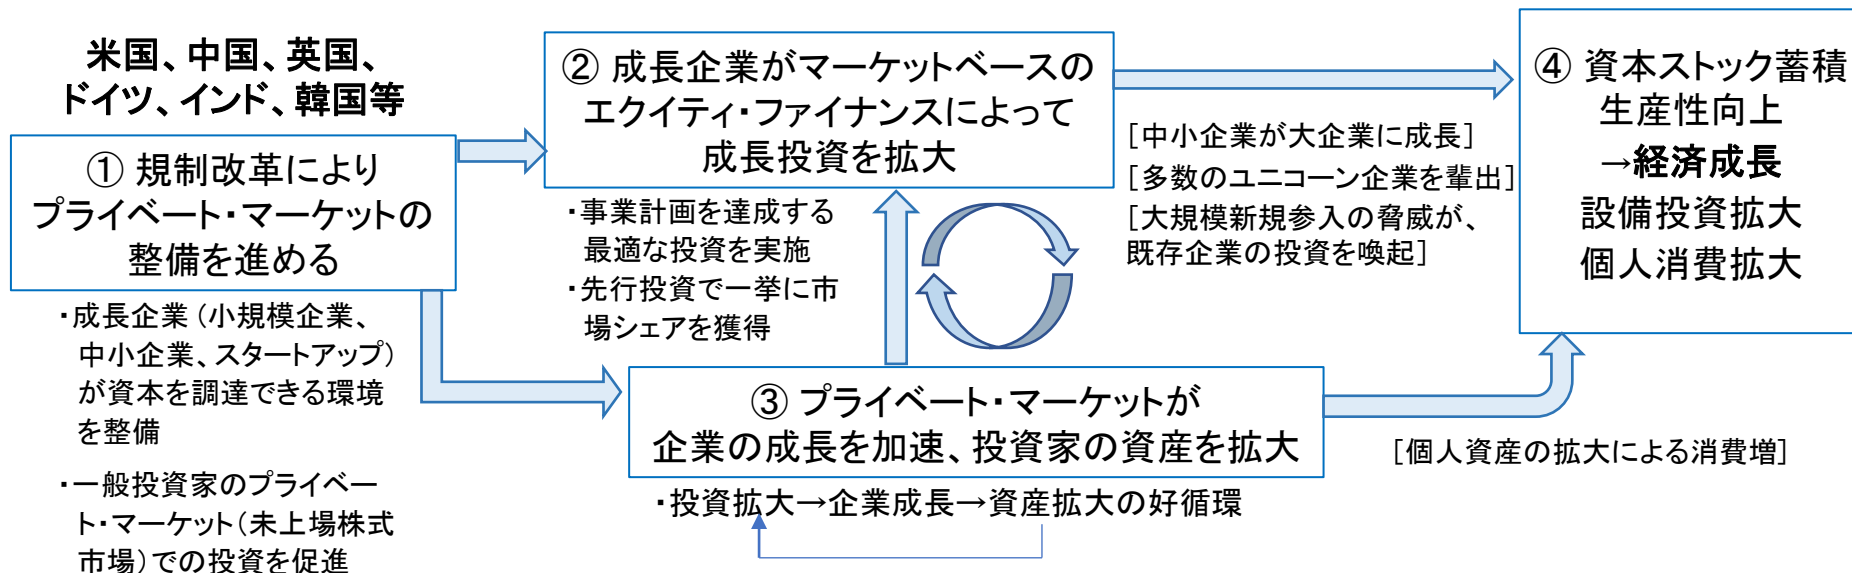 米国、中国、英国、
ドイツ、インド、韓国等
① 規制改革により
プライベート・マーケットの
整備を進める
・成長企業（小規模企業、
中小企業、スタートアップ）
が資本を調達できる環境
を整備
・一般投資家のプライベー
ト・マーケット（未上場株式
市場）での投資を促進
② 成長企業がマーケットベースの
エクイティ・ファイナンスによって
成長投資を拡大
・事業計画を達成する
最適な投資を実施
・先行投資で一挙に市
場シェアを獲得
③ プライベート・マーケットが
企業の成長を加速、投資家の資産を拡大
・投資拡大→企業成長→資産拡大の好循環
[中小企業が大企業に成長]
[多数のユニコーン企業を輩出]
[大規模新規参入の脅威が、
既存企業の投資を喚起]
④ 資本ストック蓄積
生産性向上
→経済成長
設備投資拡大
個人消費拡大
[個人資産の拡大による消費増]